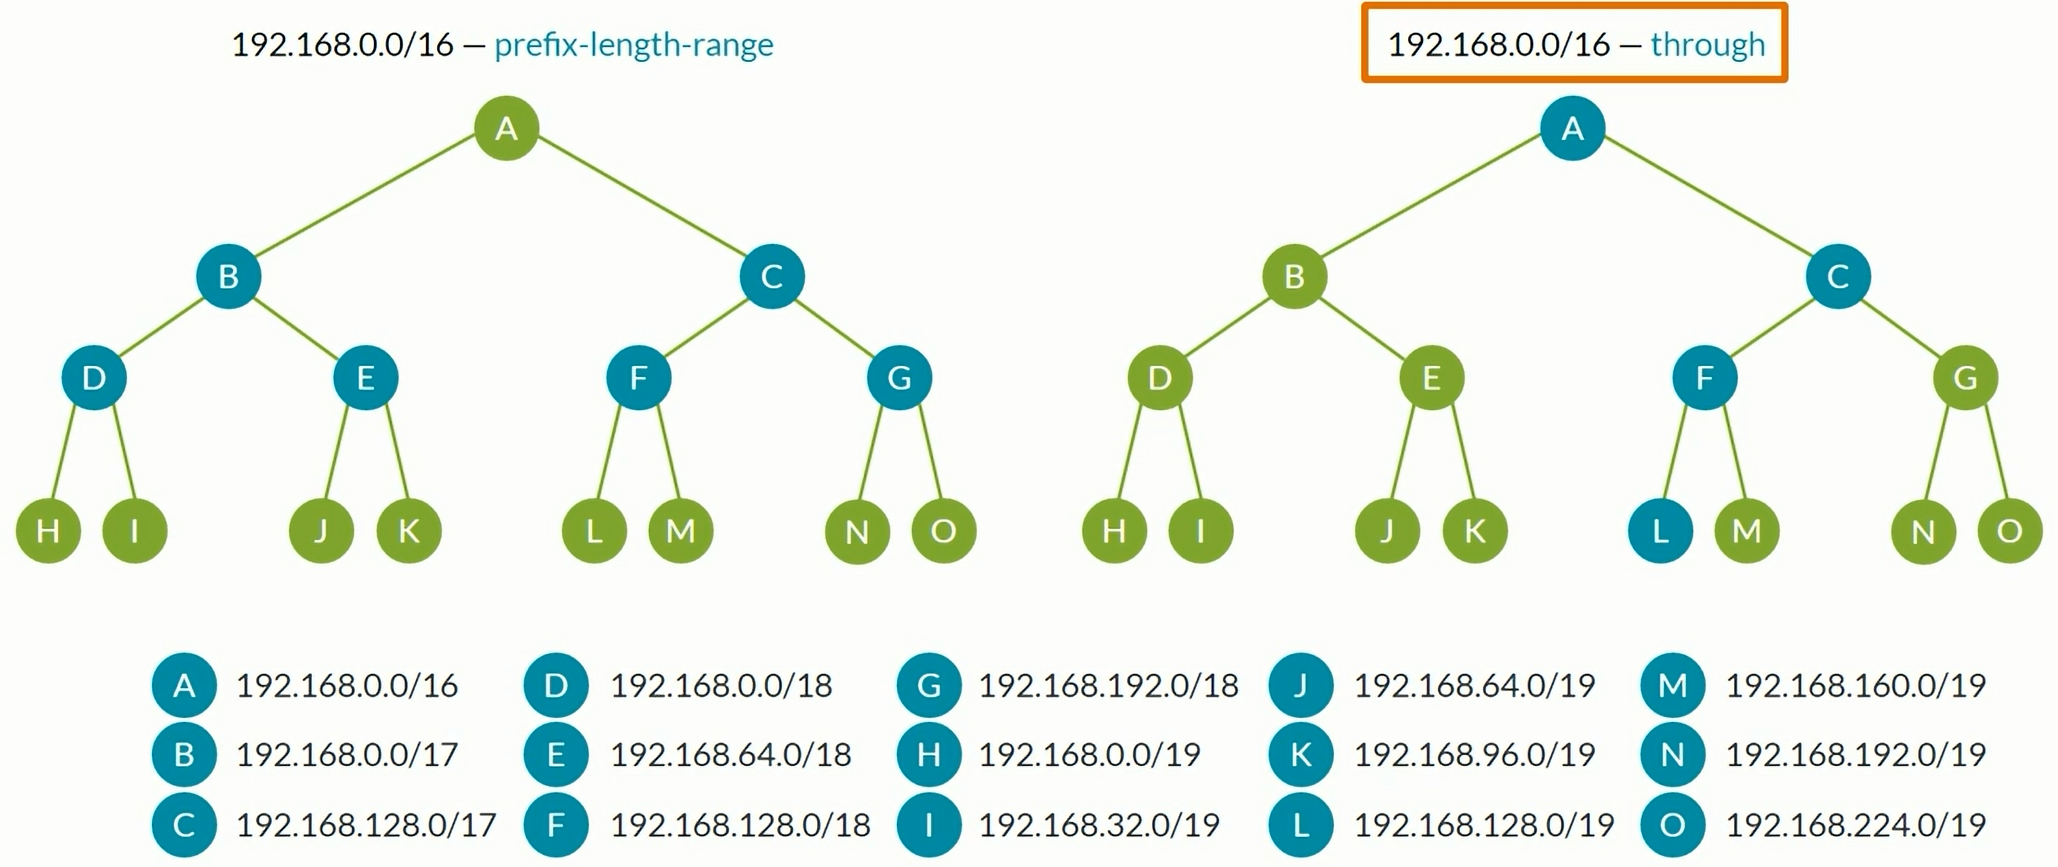 192.168.0.0/16 – prefix-length-range
192.168.0.0/16 – through
A
A
B
C
B
C
D
E
F
G
D
E
F
G
H
I
J
K
L
M
N
O
H
I
J
K
L
M
N
O
A 192.168.0.0/16
D 192.168.0.0/18
G 192.168.192.0/18
J 192.168.64.0/19
M 192.168.160.0/19
B 192.168.0.0/17
E 192.168.64.0/18
H 192.168.0.0/19
K 192.168.96.0/19
N 192.168.192.0/19
C 192.168.128.0/17
F 192.168.128.0/18
I 192.168.32.0/19
L 192.168.128.0/19
O 192.168.224.0/19